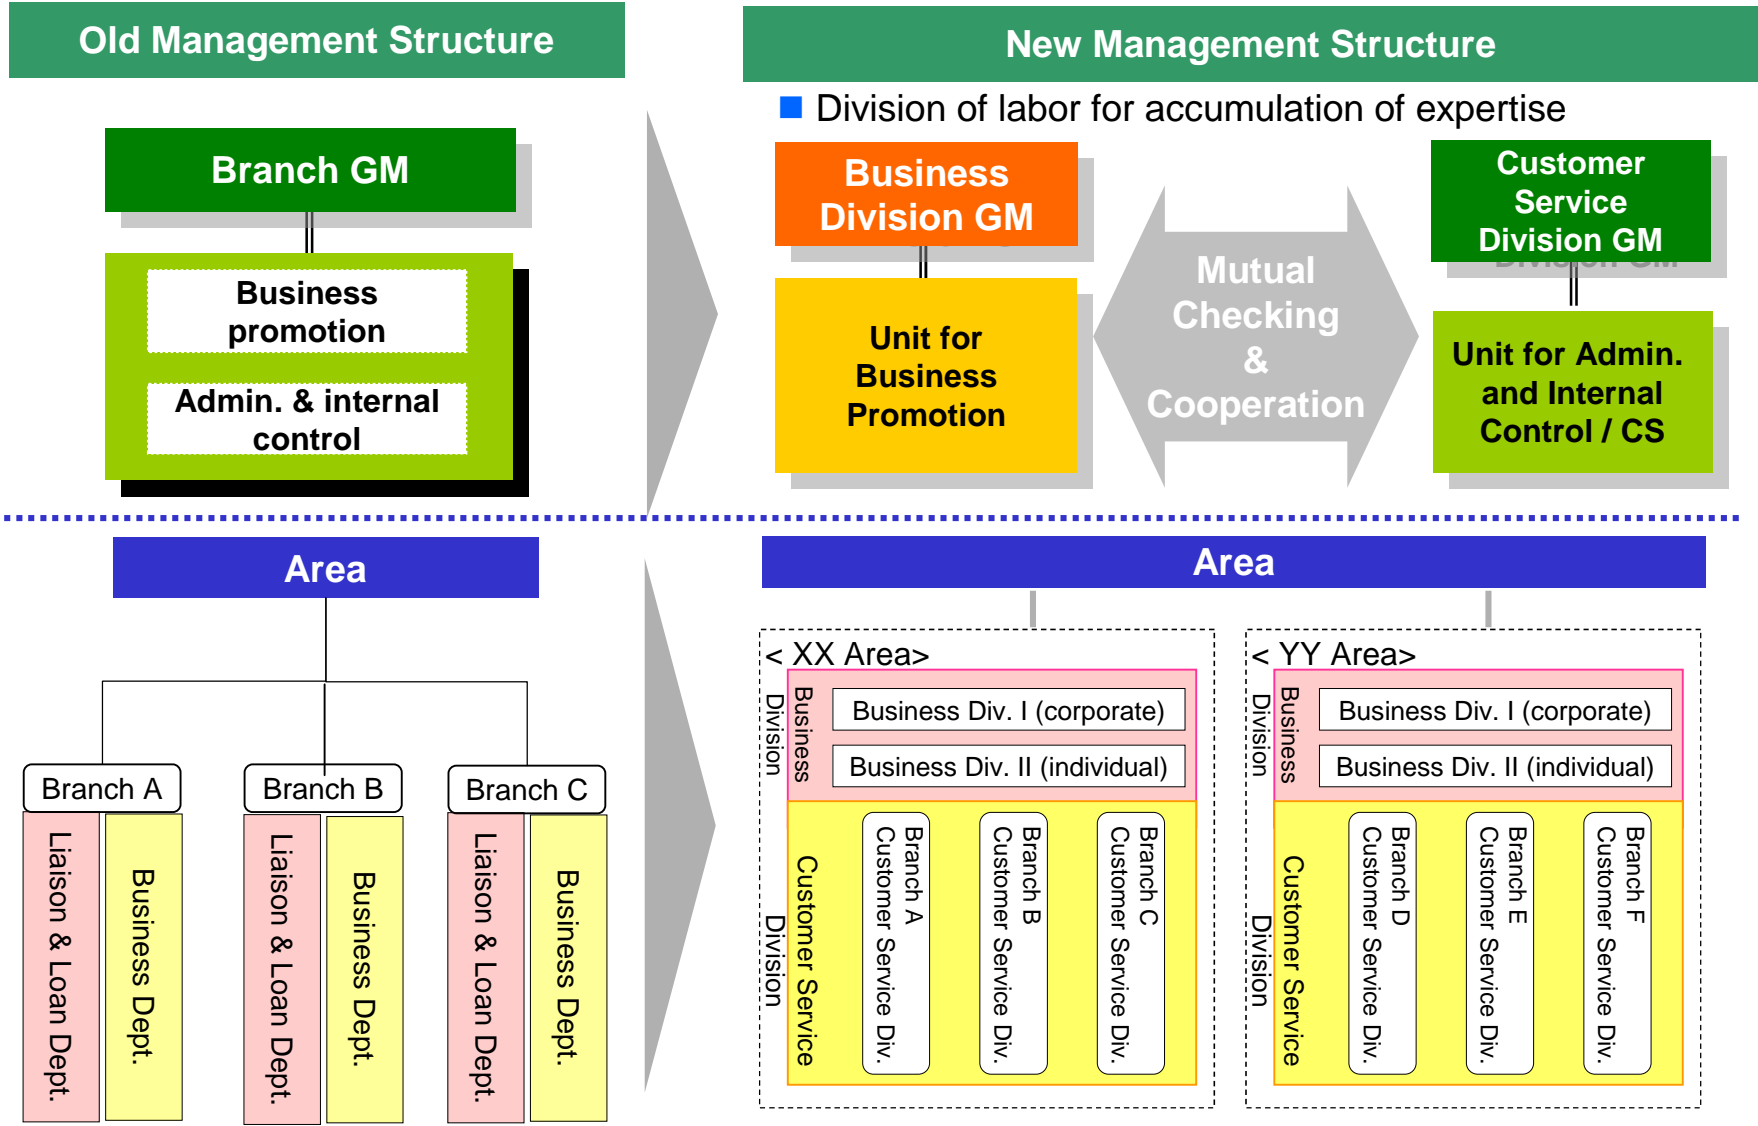 Old Management Structure
New Management Structure
Division of labor for accumulation of expertise
Branch GM
Business
promotion
Admin. & internal
control
Business
Division GM
Unit for
Business
Promotion
Mutual
Checking
&
Cooperation
Customer
Service
Division GM
Division GM
Unit for Admin.
and Internal
Control / CS
Area
Branch A
Branch B
Branch C
Liaison & Loan Dept.
Business Dept.
Liaison & Loan Dept.
Business Dept.
Liaison & Loan Dept.
Business Dept.
Area
< XX Area>
Business
Division
Business Div. I (corporate)
Business Div. II (individual)
Customer Service
Division
Branch A
Customer Service Div.
Branch B
Customer Service Div.
Branch C
Customer Service Div.
< YY Area>
Business
Division
Business Div. I (corporate)
Business Div. II (individual)
Customer Service
Division
Branch D
Customer Service Div.
Branch E
Customer Service Div.
Branch F
Customer Service Div.